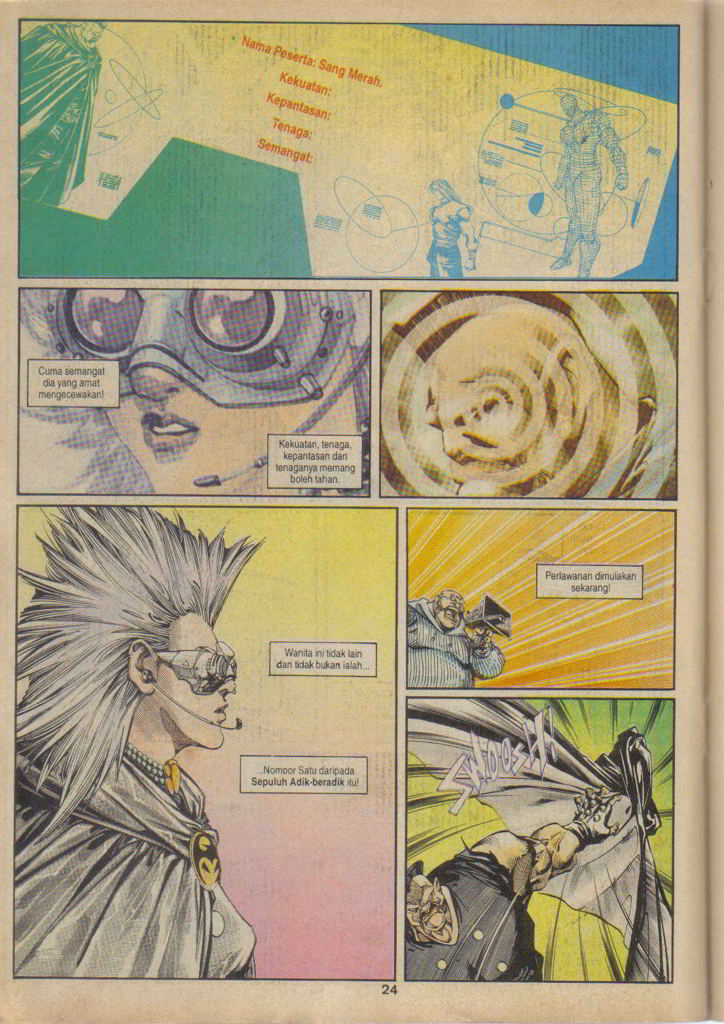 Nama Peserta: Sang Merah.
Kekuatan:
Kepantasan:
Tenaga:
Semangat:
Cuma semangat
dia yang amat
mengecewakan!
Kekuatan, tenaga,
kepantasan dan
tenaganya memang
boleh tahan.
Wanita ini tidak lain
dan tidak bukan ialah...
...Nombor Satu daripada
Sepuluh Adik-beradik itu!
Perlawanan dimulakan
sekarang!
24